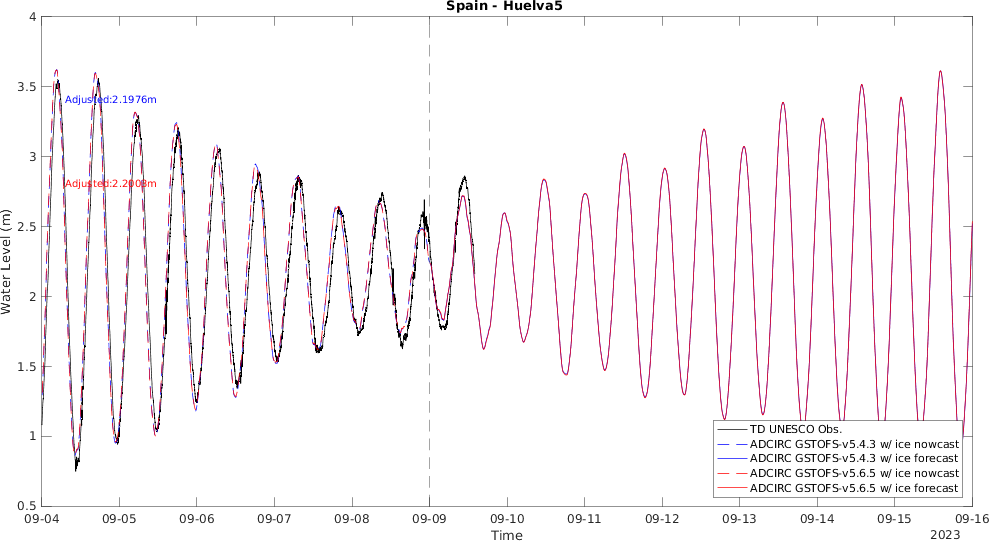 Spain - Huelva5
4
3.5
3
2.5
2
1.5
1
0.5
Water Level (m)
Adjusted:2.1976m
Adjusted:2.2003m
TD UNESCO Obs.
ADCIRC GSTOFS-v5.4.3 w/ ice nowcast
ADCIRC GSTOFS-v5.4.3 w/ ice forecast
ADCIRC GSTOFS-v5.6.5 w/ ice nowcast
ADCIRC GSTOFS-v5.6.5 w/ ice forecast
09-04 09-05 09-06 09-07 09-08 09-09 09-10 09-11 09-12 09-13 09-14 09-15 09-16
Time 2023